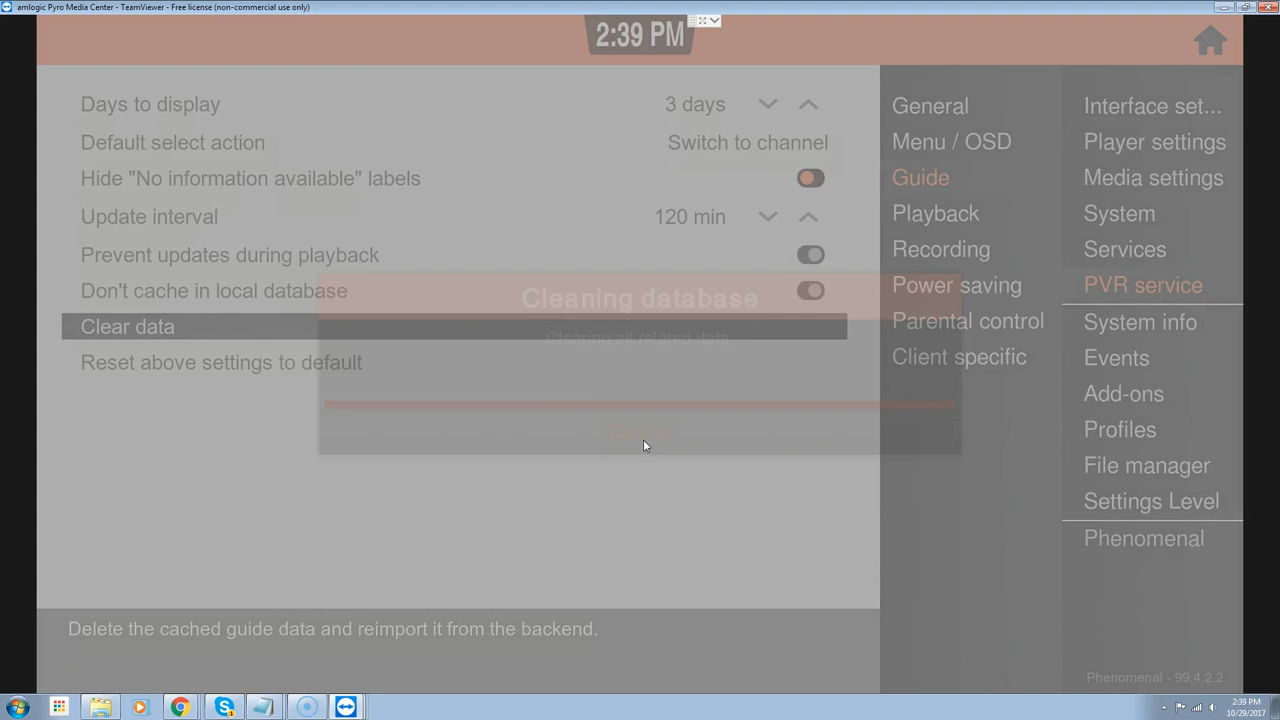 amlogic Pyro Media Center - TeamViewer - Free license (non-commercial use only)
2:39 PM
Days to display
3 days
Default select action
Switch to channel
Hide "No information available" labels
Update interval
120 min
Prevent updates during playback
Don't cache in local database
Clear data
Reset above settings to default
Cleaning database
Clearing all related data.
General
Menu / OSD
Guide
Playback
Recording
Power saving
Parental control
Client specific
Interface set...
Player settings
Media settings
System
Services
PVR service
System info
Events
Add-ons
Profiles
File manager
Settings Level
Phenomenal
Delete the cached guide data and reimport it from the backend.
Phenomenal - 99.4.2.2
2:39 PM
10/29/2017